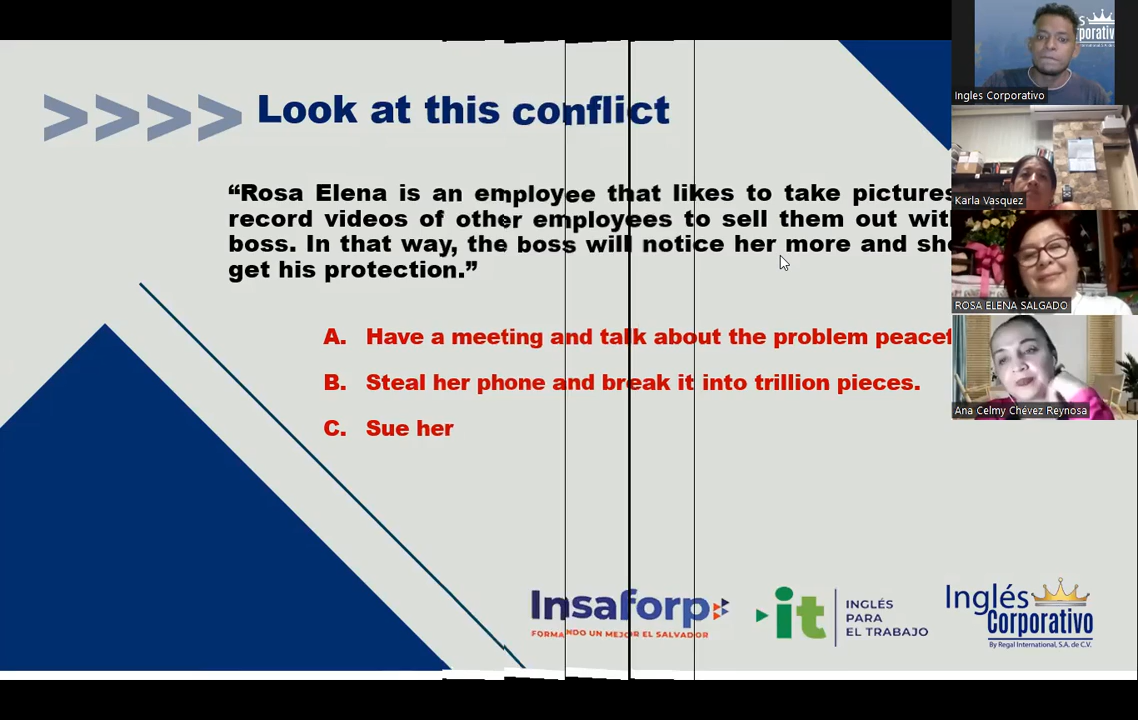 >>>> Look at this conflict
“Rosa Elena is an employee that likes to take pictures
record videos of other employees to sell them out
boss. In that way, the boss will notice her more and
get his protection.”
A. Have a meeting and talk about the problem
B. Steal her phone and break it into trillion pieces.
C. Sue her
Insaforp
FORMANDO UN MEJOR EL SALVADOR
it
INGLÉS
PARA
EL TRABAJO
Inglés
Corporativo
By Regal International, S.A. de C.V.
Ingles Corporativo
Karla Vasquez
ROSA ELENA SALGADO
Ana Celmy Chévez Reynosa